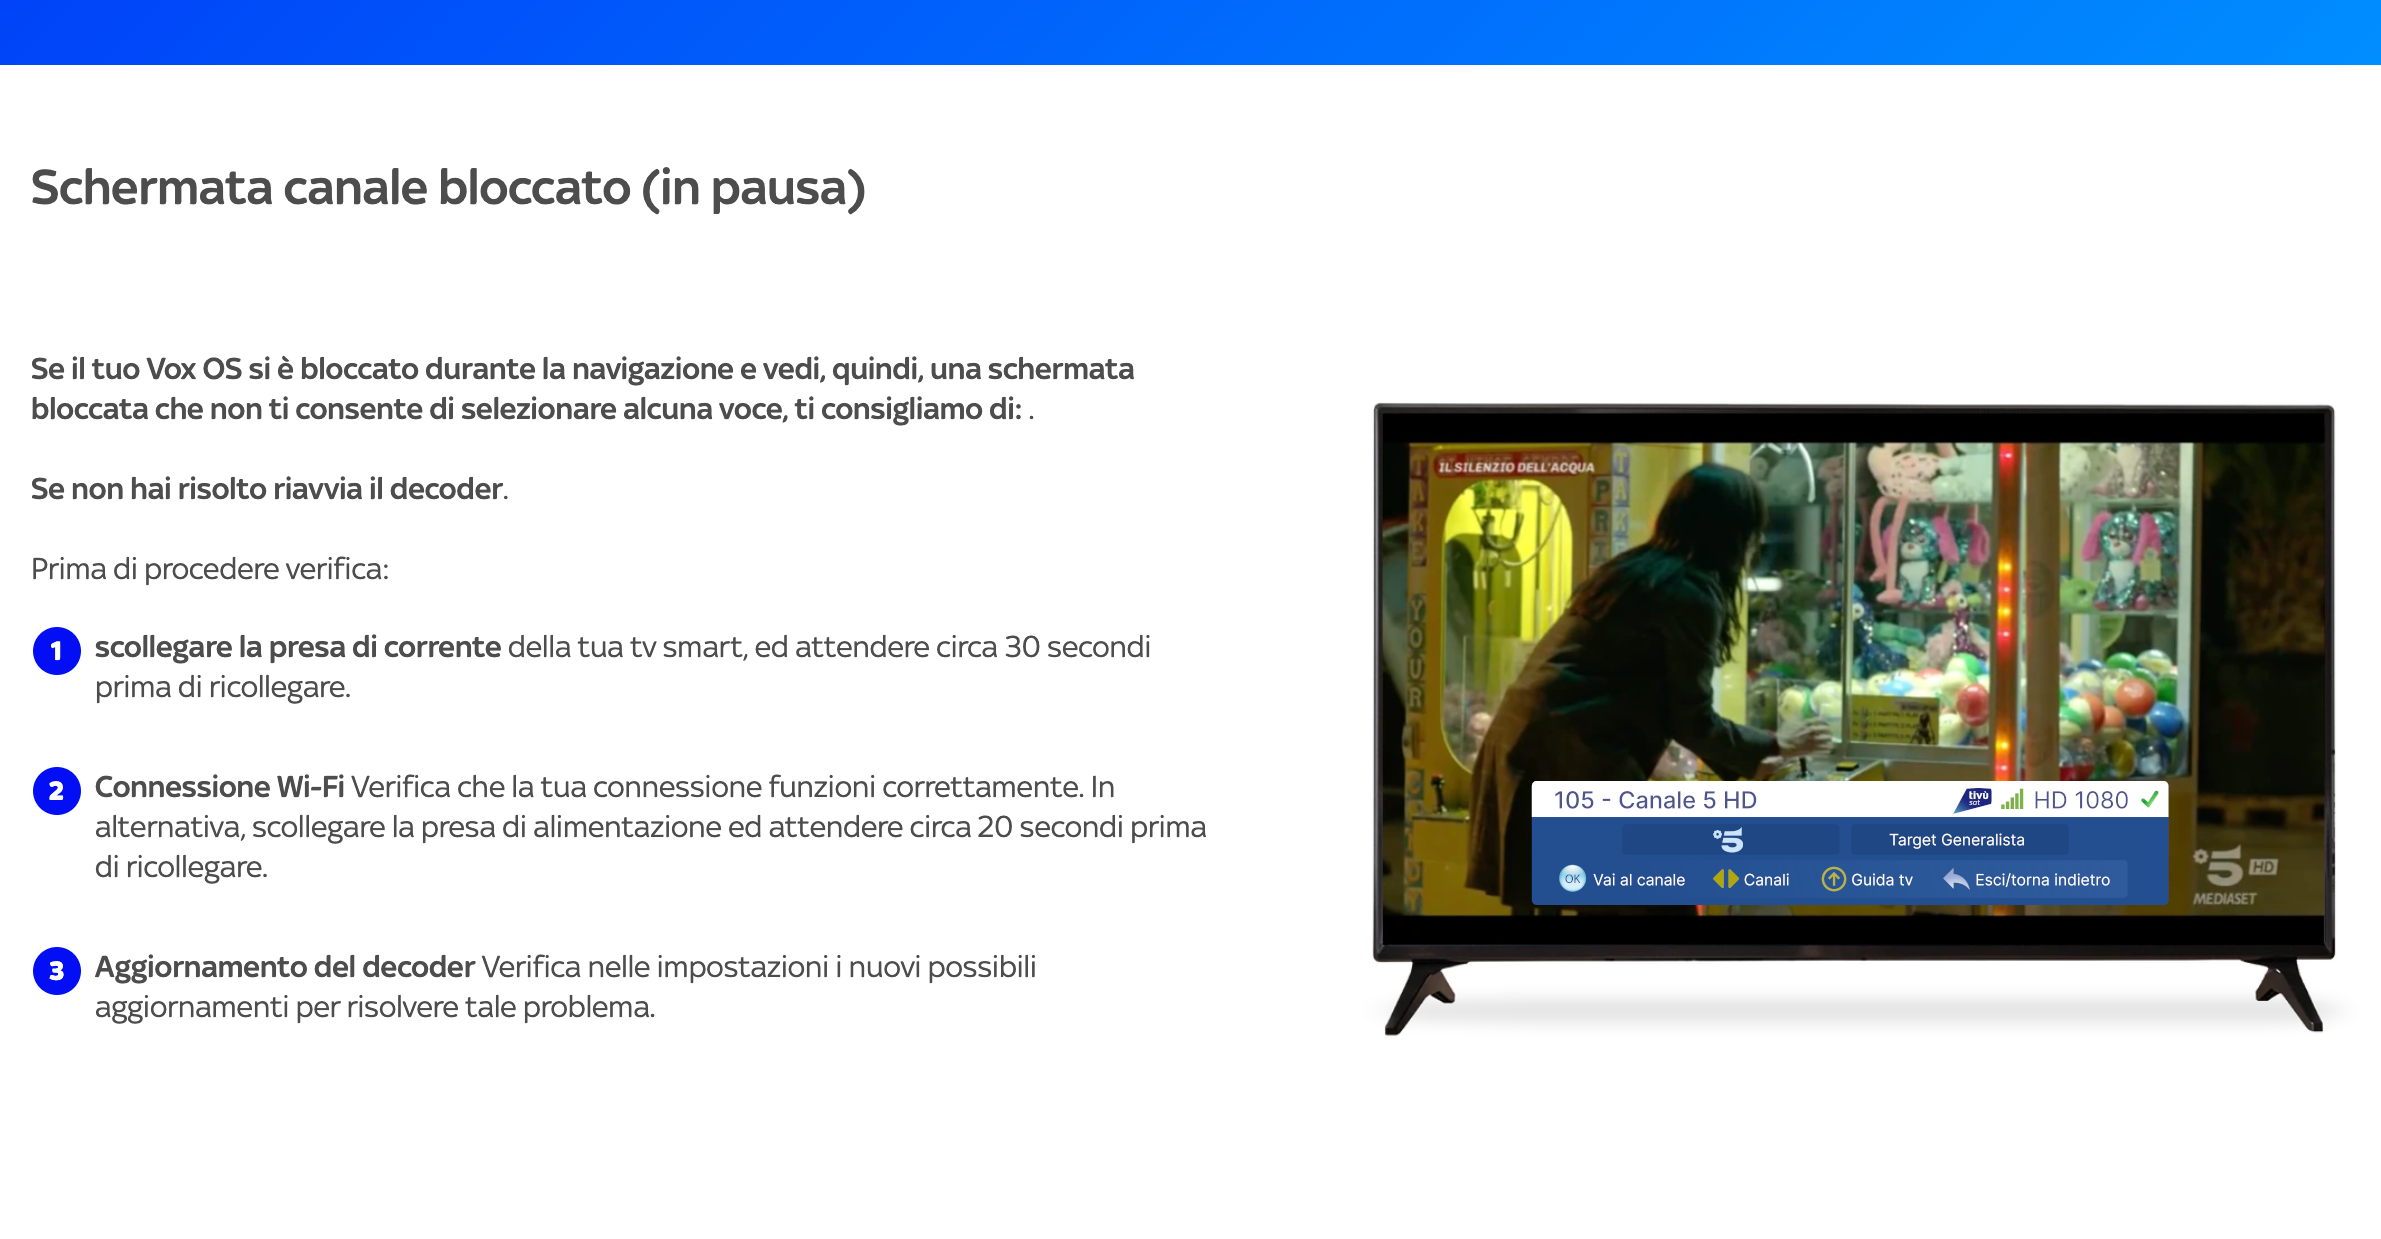 Schermata canale bloccato (in pausa)
Se il tuo Vox OS si è bloccato durante la navigazione e vedi, quindi, una schermata
bloccata che non ti consente di selezionare alcuna voce, ti consigliamo di: .
Se non hai risolto riavvia il decoder.
Prima di procedere verifica:
1 scollegare la presa di corrente della tua tv smart, ed attendere circa 30 secondi
prima di ricollegare.
2 Connessione Wi-Fi Verifica che la tua connessione funzioni correttamente. In
alternativa, scollegare la presa di alimentazione ed attendere circa 20 secondi prima
di ricollegare.
3 Aggiornamento del decoder Verifica nelle impostazioni i nuovi possibili
aggiornamenti per risolvere tale problema.
IL SILENZIO DELL'ACQUA
TAKE YOUR
105 - Canale 5 HD tivù sat HD 1080
5 Target Generalista
OK Vai al canale Canali Guida tv Esci/torna indietro
5 HD
MEDIASET